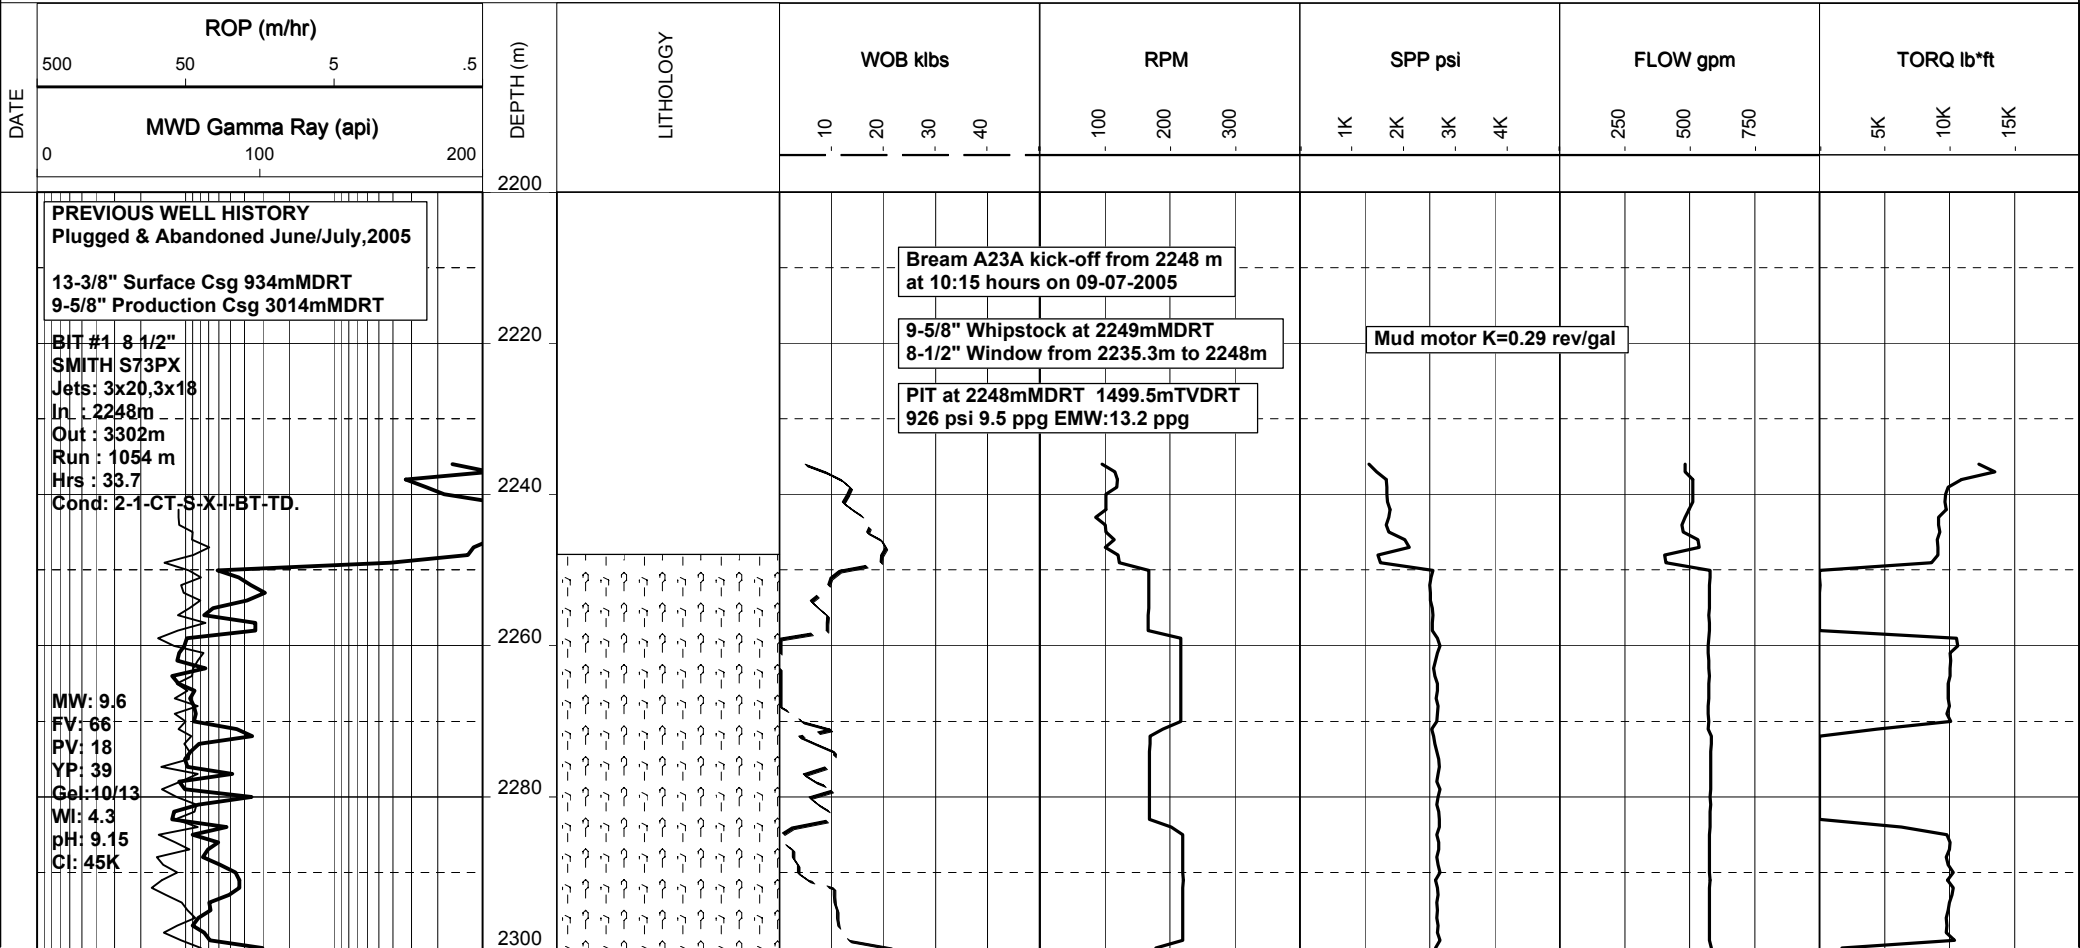 ROP (m/hr)
500 50 5 .5
MWD Gamma Ray (api)
0 100 200
DATE
DEPTH (m)
LITHOLOGY
WOB klbs
10 20 30 40
RPM
100 200 300
SPP psi
1K 2K 3K 4K
FLOW gpm
250 500 750
TORQ lb*ft
5K 10K 15K
2200
PREVIOUS WELL HISTORY
Plugged & Abandoned June/July,2005
13-3/8" Surface Csg 934mMDRT
9-5/8" Production Csg 3014mMDRT
BIT #1 8 1/2"
SMITH S73PX
Jets: 3x20,3x18
In : 2248m
Out : 3302m
Run : 1054 m
Hrs : 33.7
Cond: 2-1-CT-S-X-I-BT-TD.
MW: 9.6
FV: 66
PV: 18
YP: 39
Gel:10/13
Wl: 4.3
pH: 9.15
Cl: 45K
2220
2240
2260
2280
2300
Bream A23A kick-off from 2248 m
at 10:15 hours on 09-07-2005
9-5/8" Whipstock at 2249mMDRT
8-1/2" Window from 2235.3m to 2248m
PIT at 2248mMDRT 1499.5mTVDRT
926 psi 9.5 ppg EMW:13.2 ppg
Mud motor K=0.29 rev/gal